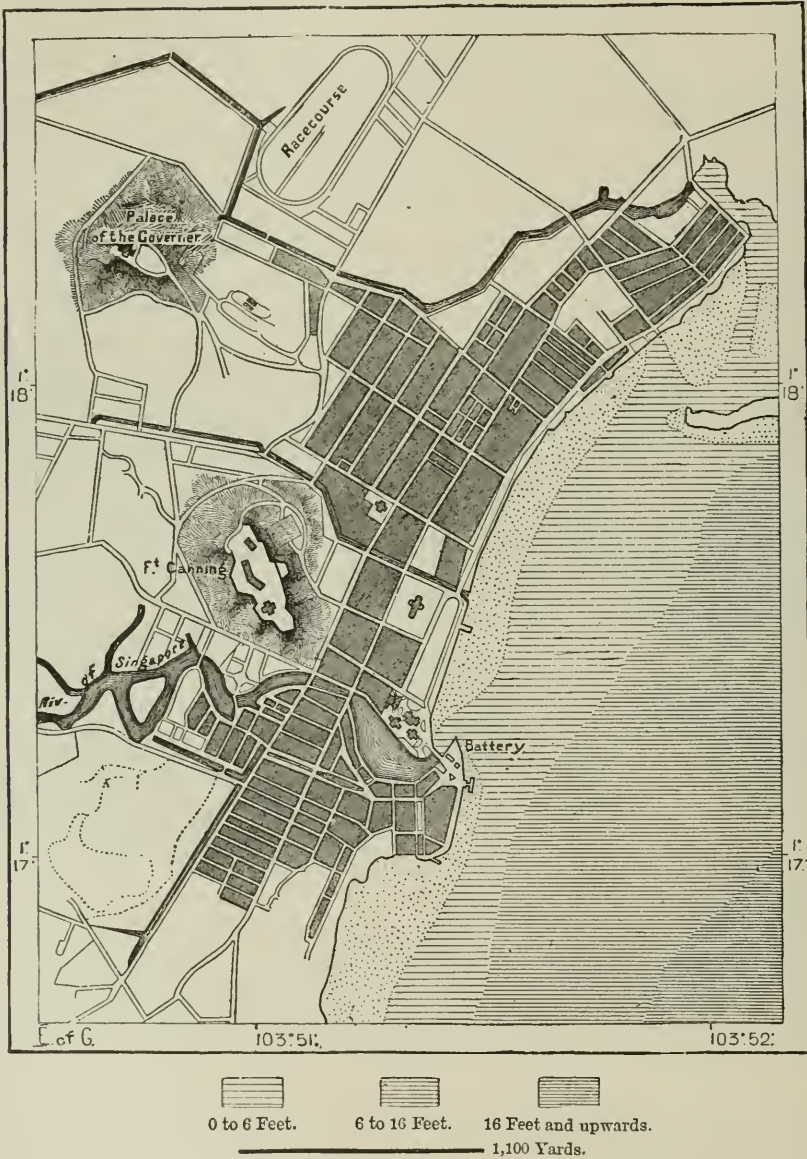 Racecourse
Palace
of the Governer
1°
18'
1°
18'
Ft. Canning
Riv. of Singapore
Battery
1°
17'
1°
17'
E. of G.
103°51'
103°52'
0 to 6 Feet.
6 to 16 Feet.
16 Feet and upwards.
1,100 Yards.